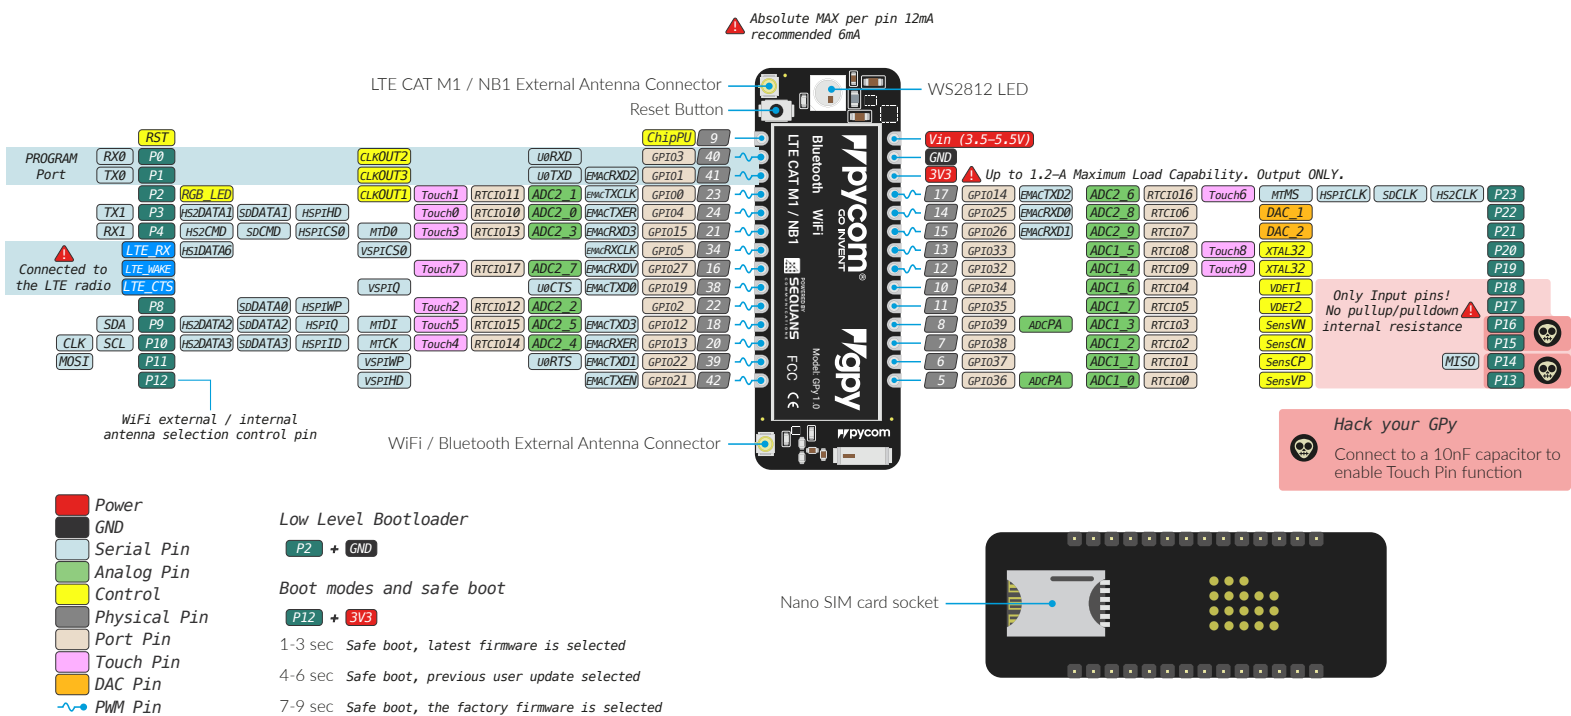 Absolute MAX per pin 12mA
recommended 6mA
LTE CAT M1 / NB1 External Antenna Connector
WS2812 LED
Reset Button
RST ChipPU 9 Vin (3.5–5.5V)
PROGRAM
Port
RX0 P0 CLKOUT2 U0RXD GPIO3 40 GND
TX0 P1 CLKOUT3 U0TXD EMACRXD2 GPIO1 41 3V3 Up to 1.2–A Maximum Load Capability. Output ONLY.
P2 RGB_LED CLKOUT1 Touch1 RTCIO11 ADC2_1 EMACTXCLK GPIO0 23 17 GPIO14 EMACTXD2 ADC2_6 RTCIO16 Touch6 MTMS HSPICLK SDCLK HS2CLK P23
TX1 P3 HS2DATA1 SDDATA1 HSPIHD Touch0 RTCIO10 ADC2_0 EMACTXER GPIO4 24 14 GPIO25 EMACRXD0 ADC2_8 RTCIO6 DAC_1 P22
RX1 P4 HS2CMD SDCMD HSPICS0 MTD0 Touch3 RTCIO13 ADC2_3 EMACRXD3 GPIO15 21 15 GPIO26 EMACRXD1 ADC2_9 RTCIO7 DAC_2 P21
LTE_RX HS1DATA6 VSPICS0 EMACRXCLK GPIO5 34 13 GPIO33 ADC1_5 RTCIO8 Touch8 XTAL32 P20
Connected to
the LTE radio
LTE_WAKE Touch7 RTCIO17 ADC2_7 EMACRXDV GPIO27 16 12 GPIO32 ADC1_4 RTCIO9 Touch9 XTAL32 P19
LTE_CTS VSPIQ U0CTS EMACTXD0 GPIO19 38 10 GPIO34 ADC1_6 RTCIO4 VDET1 P18
P8 SDDATA0 HSPIWP Touch2 RTCIO12 ADC2_2 GPIO2 22 11 GPIO35 ADC1_7 RTCIO5 VDET2 P17
SDA P9 HS2DATA2 SDDATA2 HSPIQ MTDI Touch5 RTCIO15 ADC2_5 EMACTXD3 GPIO12 18 8 GPIO39 ADCPA ADC1_3 RTCIO3 SensVN P16
CLK SCL P10 HS2DATA3 SDDATA3 HSPIID MTCK Touch4 RTCIO14 ADC2_4 EMACRXER GPIO13 20 7 GPIO38 ADC1_2 RTCIO2 SensCN P15
MOSI P11 VSPIWP U0RTS EMACTXD1 GPIO22 39 6 GPIO37 ADC1_1 RTCIO1 SensCP MISO P14
P12 VSPIHD EMACTXEN GPIO21 42 5 GPIO36 ADCPA ADC1_0 RTCIO0 SensVP P13
Only Input pins!
No pullup/pulldown
internal resistance
LTE CAT M1 / NB1
Bluetooth WiFi
pycom®
GO INVENT
POWERED BY
SEQUANS
COMMUNICATIONS
FCC CE
Model: GPy 1.0
gpy
pycom
WiFi external / internal
antenna selection control pin
WiFi / Bluetooth External Antenna Connector
Hack your GPy
Connect to a 10nF capacitor to
enable Touch Pin function
Power
GND
Serial Pin
Analog Pin
Control
Physical Pin
Port Pin
Touch Pin
DAC Pin
PWM Pin
Low Level Bootloader
P2 + GND
Boot modes and safe boot
P12 + 3V3
1-3 sec Safe boot, latest firmware is selected
4-6 sec Safe boot, previous user update selected
7-9 sec Safe boot, the factory firmware is selected
Nano SIM card socket